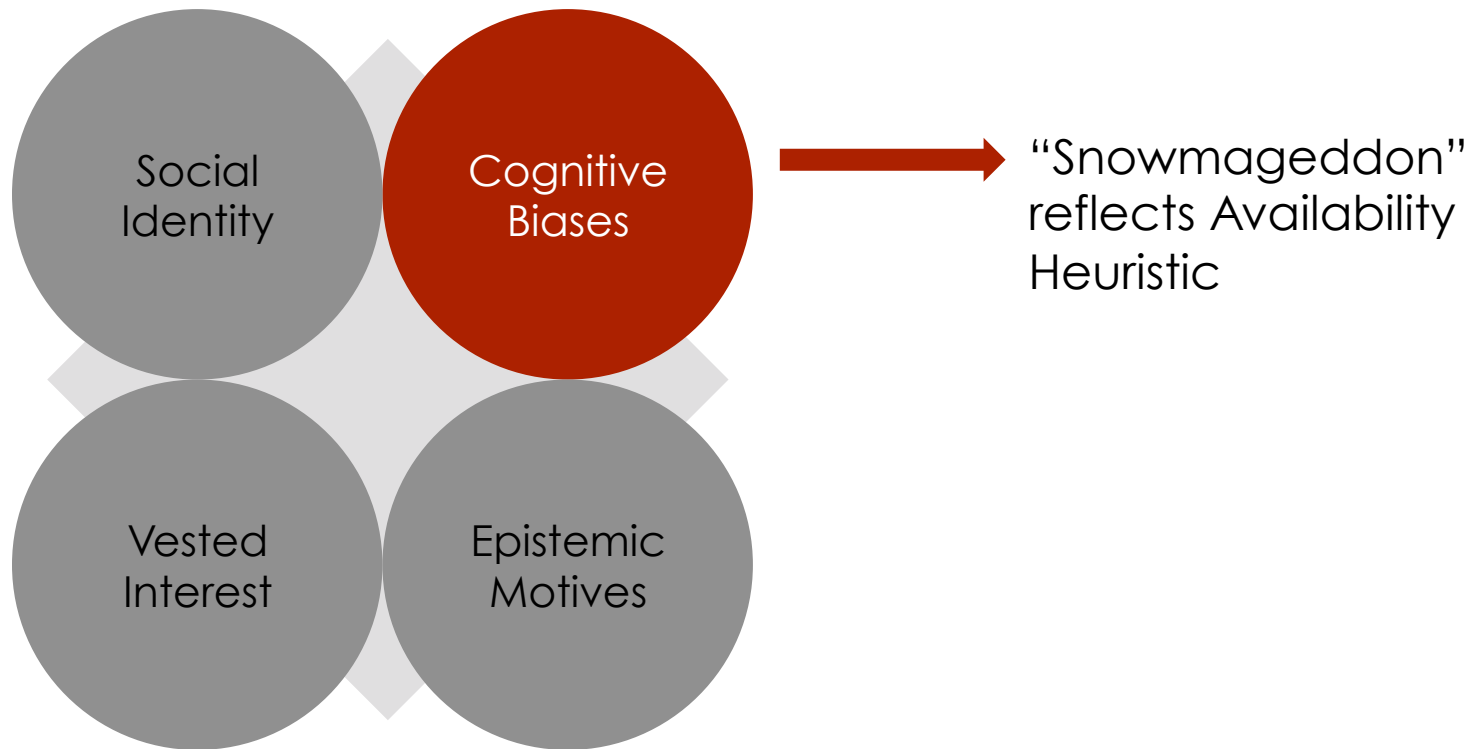 Social
Identity
Cognitive
Biases
“Snowmageddon”
reflects Availability
Heuristic
Vested
Interest
Epistemic
Motives